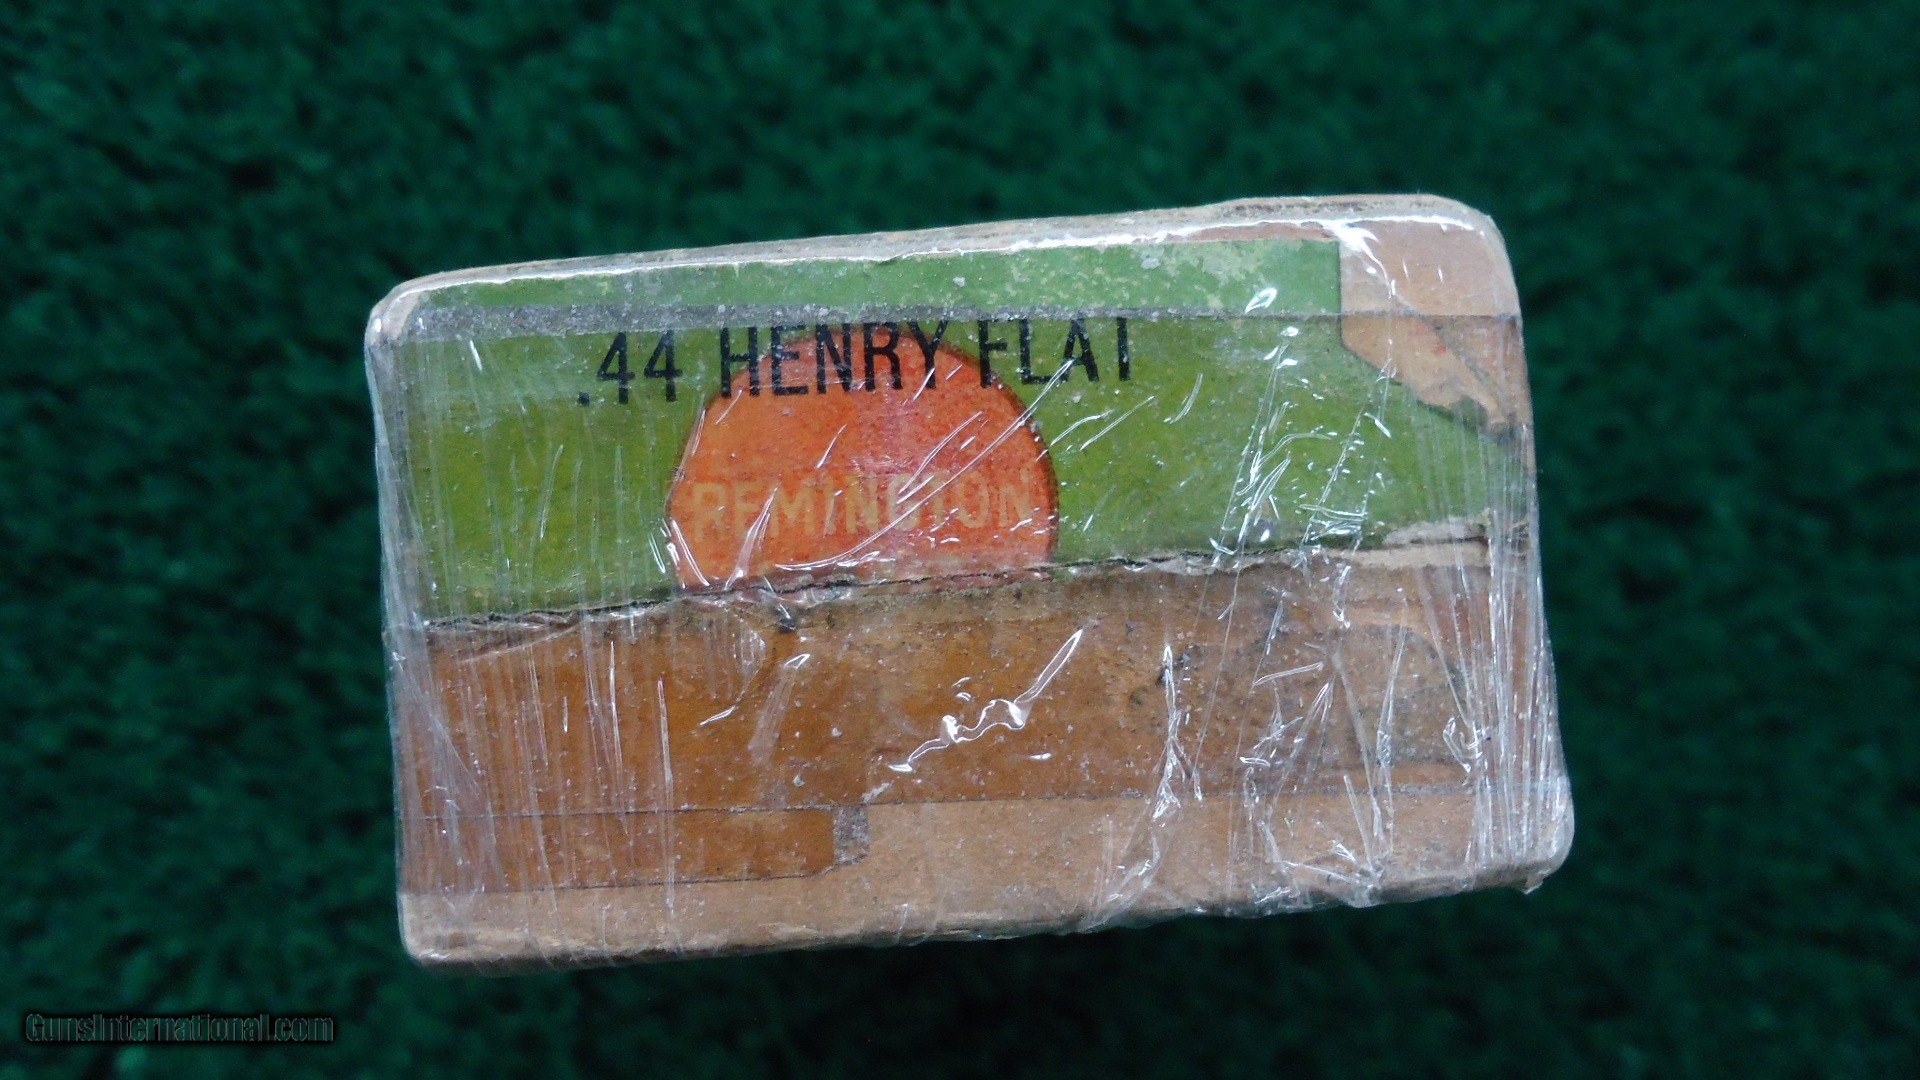 .44 HENRY FLAT
REMINGTON
GunsInternational.com